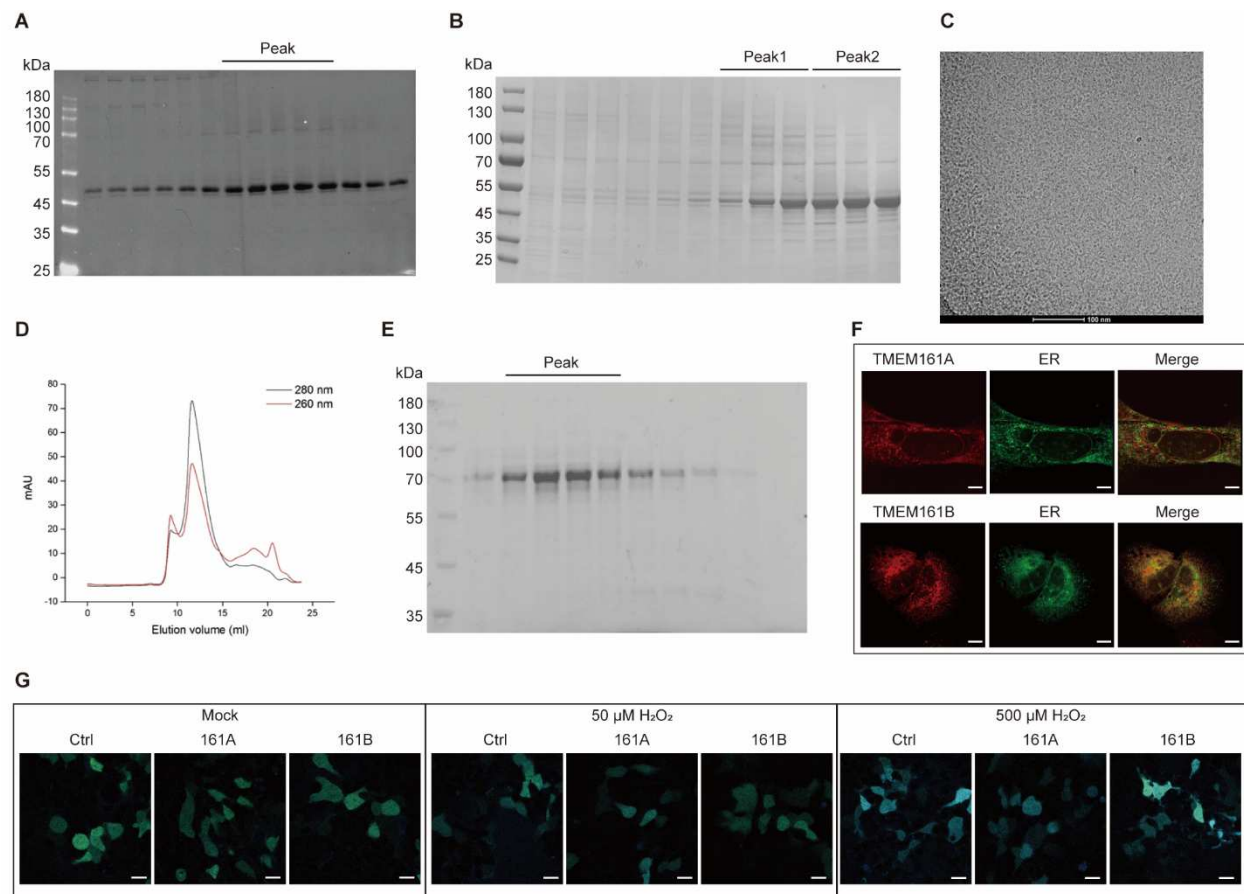 A
Peak
kDa
180
130
100
70
55
45
35
25
B
Peak1 Peak2
kDa
180
130
100
70
55
45
35
25
C
100 nm
D
280 nm
260 nm
80
70
60
50
40
30
20
10
0
-10
mAU
0 5 10 15 20 25
Elution volume (ml)
E
Peak
kDa
180
130
100
70
55
45
35
F
TMEM161A ER Merge
TMEM161B ER Merge
G
Mock 50 μM H₂O₂ 500 μM H₂O₂
Ctrl 161A 161B Ctrl 161A 161B Ctrl 161A 161B